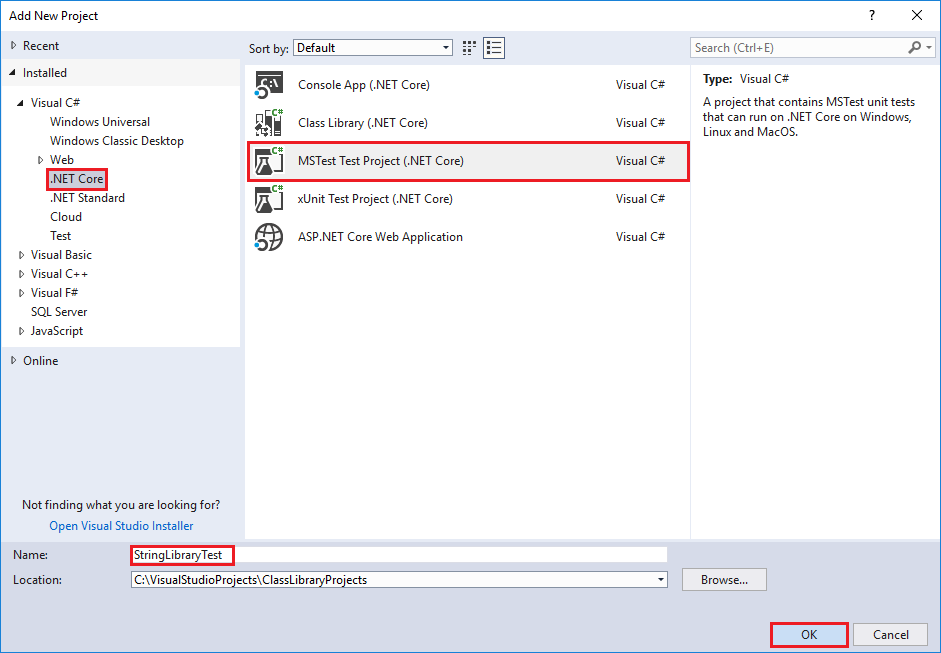 Add New Project
?
Recent
Installed
Visual C#
Windows Universal
Windows Classic Desktop
Web
.NET Core
.NET Standard
Cloud
Test
Visual Basic
Visual C++
Visual F#
SQL Server
JavaScript
Online
Not finding what you are looking for?
Open Visual Studio Installer
Sort by: Default
Console App (.NET Core) Visual C#
Class Library (.NET Core) Visual C#
MSTest Test Project (.NET Core) Visual C#
xUnit Test Project (.NET Core) Visual C#
ASP.NET Core Web Application Visual C#
Search (Ctrl+E)
Type: Visual C#
A project that contains MSTest unit tests
that can run on .NET Core on Windows,
Linux and MacOS.
Name: StringLibraryTest
Location: C:\VisualStudioProjects\ClassLibraryProjects Browse...
OK Cancel